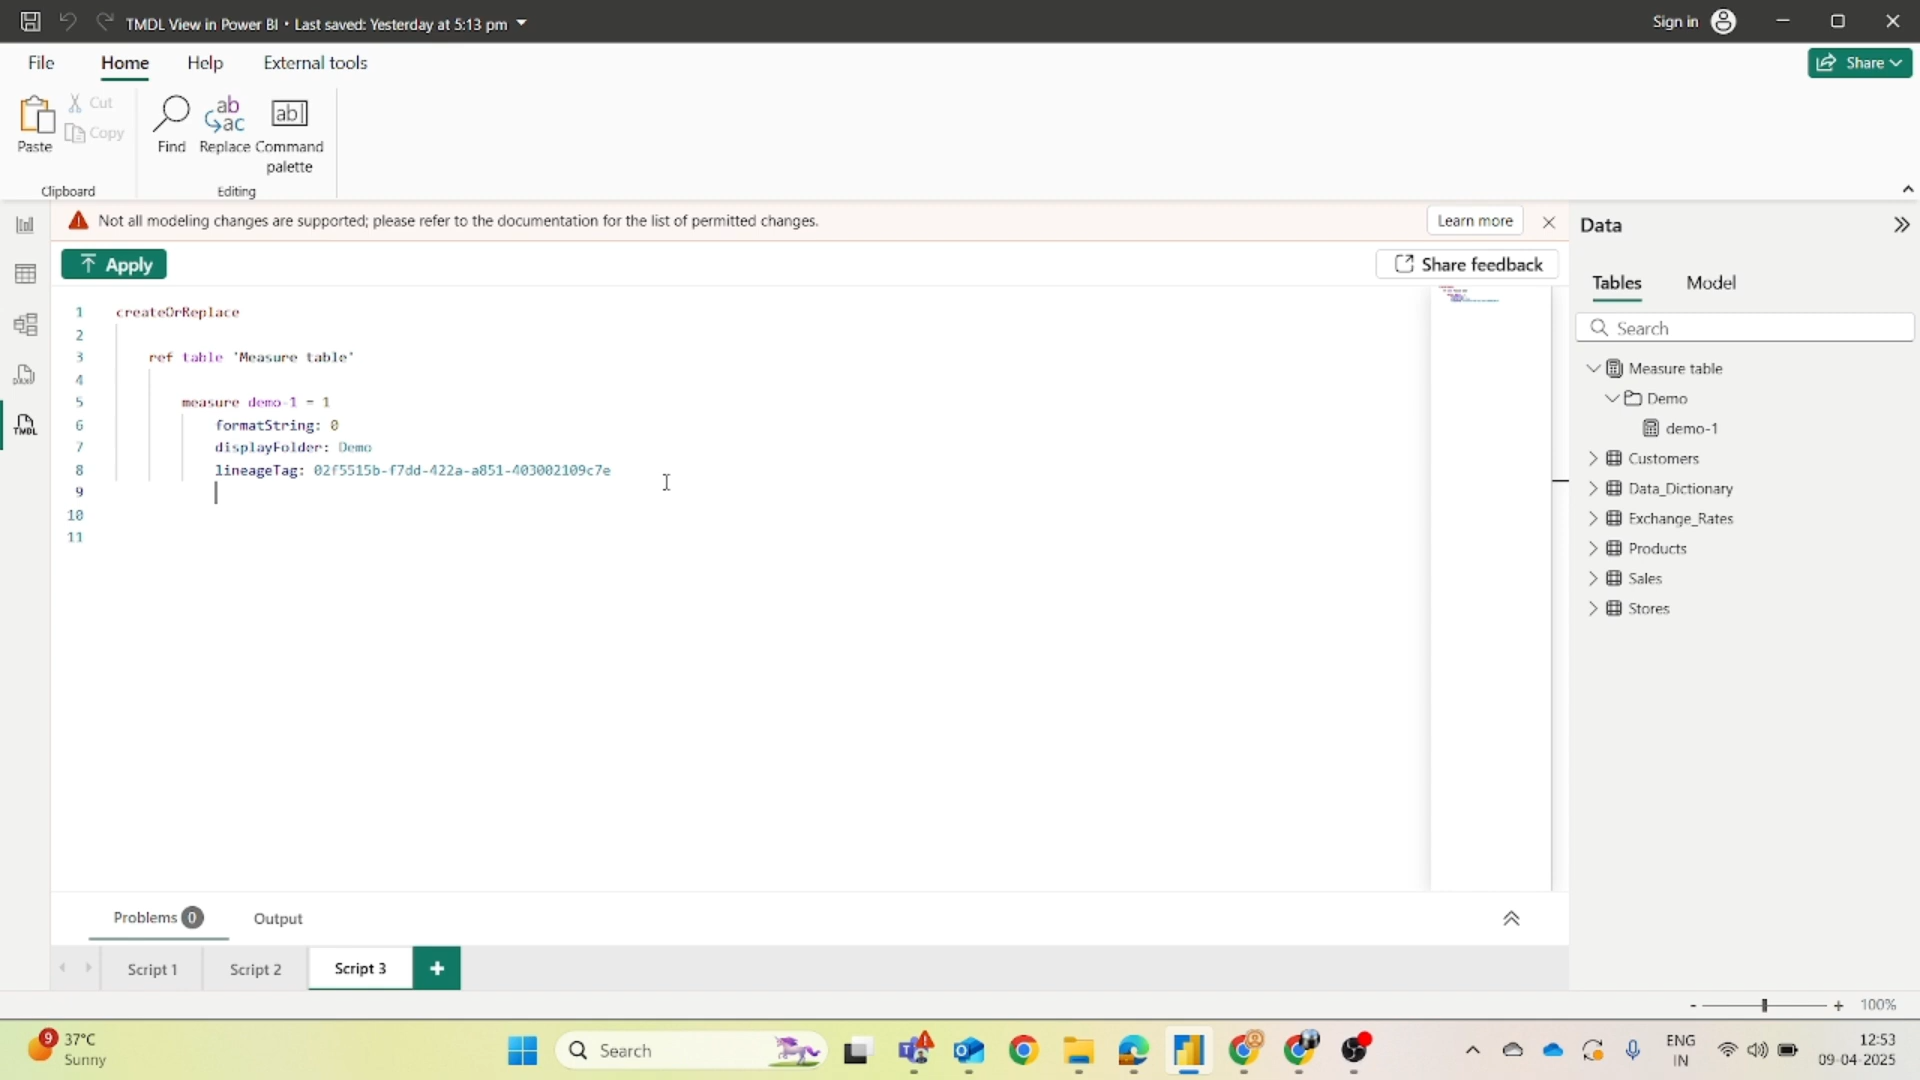 TMDL View in Power BI • Last saved: Yesterday at 5:13 pm
Sign in
File
Home
Help
External tools
Share
Paste
Cut
Copy
Find
ab
ac
Replace
ab
Command palette
Clipboard
Editing
Not all modeling changes are supported; please refer to the documentation for the list of permitted changes.
Learn more
Apply
Share feedback
1 createOrReplace
2
3 ref table 'Measure table'
4
5 measure demo-1 = 1
6 formatString: 0
7 displayFolder: Demo
8 lineageTag: 02f5515b-f7dd-422a-a851-403002109c7e
9
10
11
DAX
TMDL
Data
Tables
Model
Search
Measure table
Demo
demo-1
Customers
Data_Dictionary
Exchange_Rates
Products
Sales
Stores
Problems 0
Output
Script 1
Script 2
Script 3
+
- + 100%
9
37°C
Sunny
Search
ENG
IN
12:53
09-04-2025